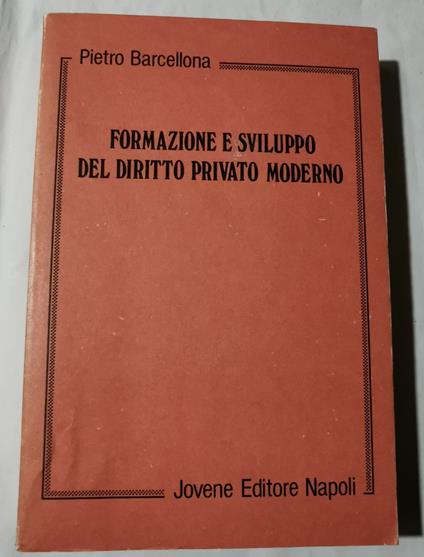 Pietro Barcellona
FORMAZIONE E SVILUPPO
DEL DIRITTO PRIVATO MODERNO
Jovene Editore Napoli